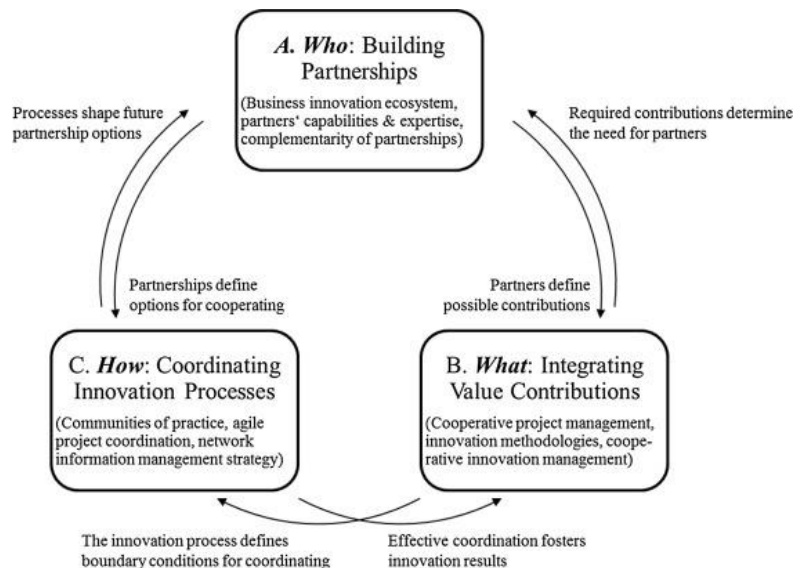 A. Who: Building
Partnerships
(Business innovation ecosystem,
partners‘ capabilities & expertise,
complementarity of partnerships)
Processes shape future
partnership options
Required contributions determine
the need for partners
Partnerships define
options for cooperating
Partners define
possible contributions
C. How: Coordinating
Innovation Processes
(Communities of practice, agile
project coordination, network
information management strategy)
B. What: Integrating
Value Contributions
(Cooperative project management,
innovation methodologies, coope-
rative innovation management)
The innovation process defines
boundary conditions for coordinating
Effective coordination fosters
innovation results